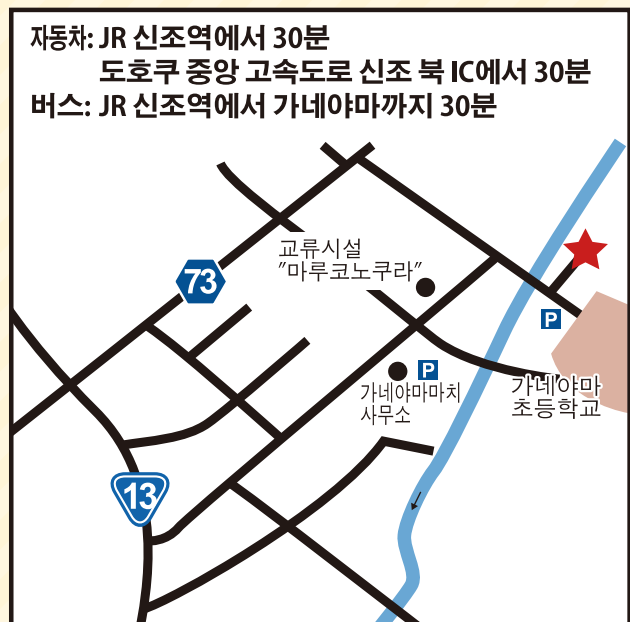 자동차: JR 신조역에서 30분
도호쿠 중앙 고속도로 신조 북 IC에서 30분
버스: JR 신조역에서 가네야마까지 30분
교류시설
"마루코노쿠라"
73
P
P
가네야마마치
사무소
가네야마
초등학교
13